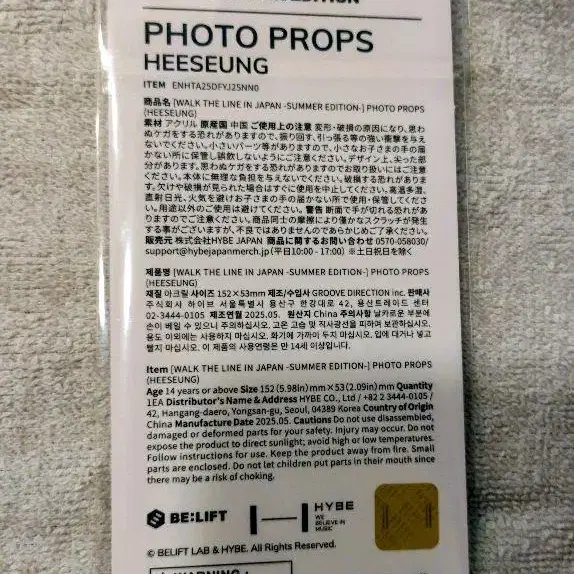 PHOTO PROPS
HEESEUNG
ITEM ENHTA25DFYJ25NN0
商品名 [WALK THE LINE IN JAPAN -SUMMER EDITION-] PHOTO PROPS
(HEESEUNG)
素材 アクリル 原産国 中国 ご使用上の注意 変形・破損の原因になり、思わ
ぬケガをする恐れがありますので、振り回す、引っ張る等の強い衝撃を与え
ないでください。小さいパーツ等がありますので、小さなお子さまの手の届
かない所に保管し誤飲しないようにご注意ください。デザイン上、尖った部
分があります。思わぬケガをする恐れがありますのでお取り扱いにはご注意
ください。本体に無理な負担を与えないでください。破損する恐れがありま
す。欠けや破損が見られた場合はすぐに使用を中止してください。高温多湿、
直射日光、火気を避けお子さまの手の届かない所で使用・保管してくださ
い。用途以外のご使用は避けてください。警告 断面で手が切れる恐れがあ
りますのでご注意ください。商品同士の摩擦により僅かなスクラッチが発生
する事がございますが、不良ではありませんのであらかじめご了承ください。
販売元 株式会社HYBE JAPAN 商品に関するお問い合わせ 0570-058030/
support@hybejapanmerch.jp (平日10:00 - 17:00) ※土日祝日を除く
제품명 [WALK THE LINE IN JAPAN -SUMMER EDITION-] PHOTO PROPS
(HEESEUNG)
재질 아크릴 사이즈 152×53mm 제조/수입사 GROOVE DIRECTION inc. 판매사
주식회사 하이브 서울특별시 용산구 한강대로 42, 용산트레이드 센터
02-3444-0105 제조연월 2025.05. 원산지 China 주의사항 날카로운 부분에
손이 베일 수 있으니 주의하십시오. 고온 고습 및 직사광선을 피하여 보관하십시오.
용도 이외에는 사용하지 마십시오. 화기에 가까이 두지 마십시오. 입에 대거나 넣고
빨지 마십시오. 이 제품의 사용연령은 만 14세 이상입니다.
Item [WALK THE LINE IN JAPAN -SUMMER EDITION-] PHOTO PROPS
(HEESEUNG)
Age 14 years or above Size 152 (5.98in)mm×53 (2.09in)mm Quantity
1EA Distributor's Name & Address HYBE CO., Ltd / +82 2 3444-0105 /
42, Hangang-daero, Yongsan-gu, Seoul, 04389 Korea Country of Origin
China Manufacture Date 2025.05. Cautions Do not use disassembled,
damaged or deformed parts for your safety. Injury may occur. Do not
expose the product to direct sunlight; avoid high or low temperatures.
Follow instructions for use. Keep the product away from fire. Small
parts are enclosed. Do not let children put parts in their mouth since
there may be a risk of choking.
BE:LIFT
HYBE
WE
BELIEVE IN
MUSIC
© BELIFT LAB & HYBE. All Rights Reserved.